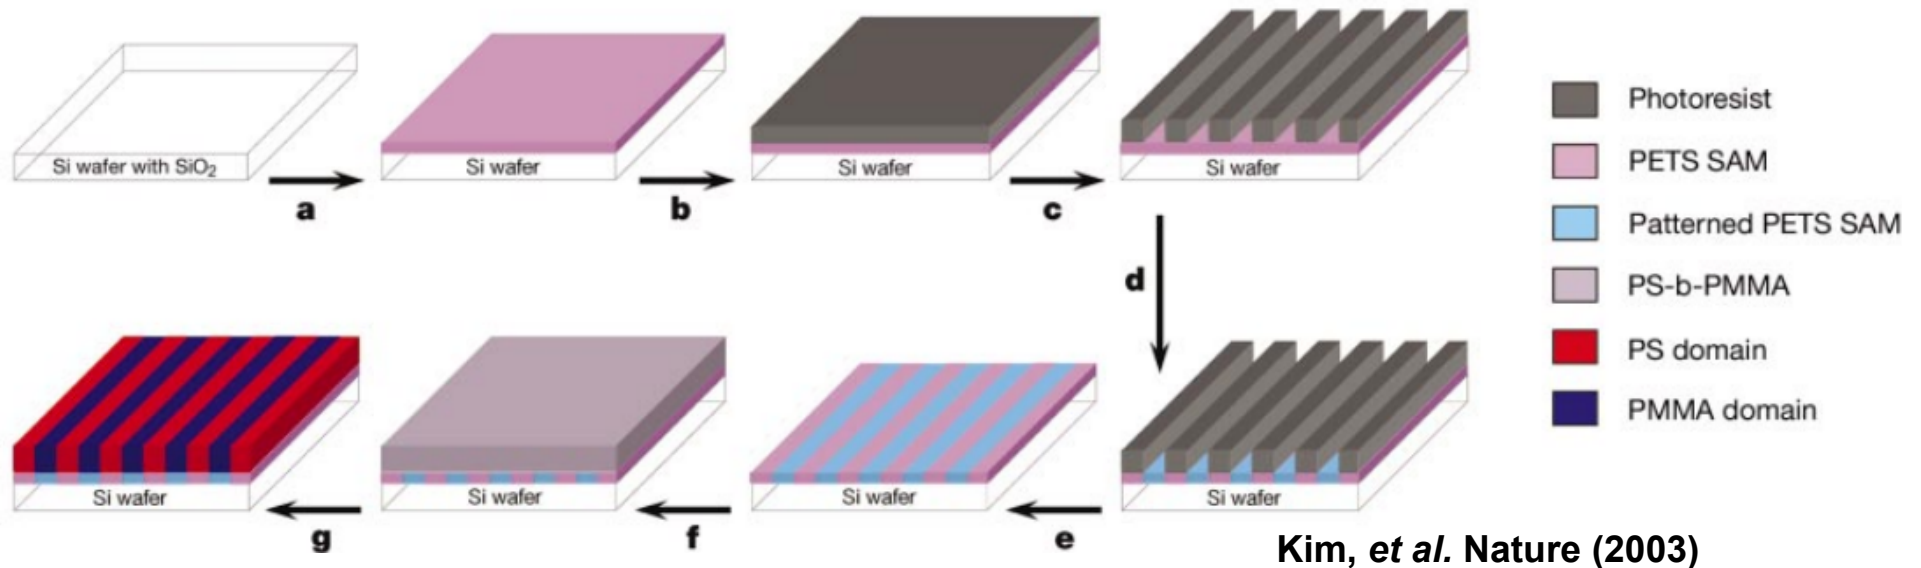 Si wafer with SiO₂
a
Si wafer
b
Si wafer
c
Si wafer
d
Si wafer
e
Si wafer
f
Si wafer
g
Si wafer
Photoresist
PETS SAM
Patterned PETS SAM
PS-b-PMMA
PS domain
PMMA domain
Kim, et al. Nature (2003)